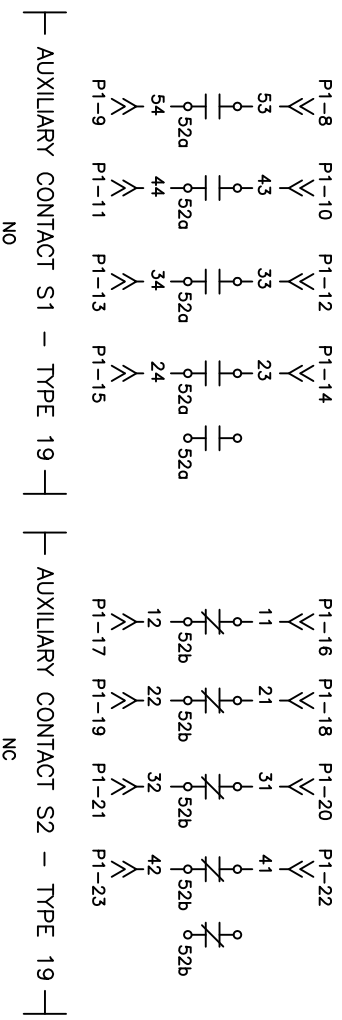 P1-8 P1-10 P1-12 P1-14
53 43 33 23
52a 52a 52a 52a 52a
54 44 34 24
P1-9 P1-11 P1-13 P1-15
AUXILIARY CONTACT S1 - TYPE 19
NO
P1-16 P1-18 P1-20 P1-22
11 21 31 41
52b 52b 52b 52b 52b
12 22 32 42
P1-17 P1-19 P1-21 P1-23
AUXILIARY CONTACT S2 - TYPE 19
NC